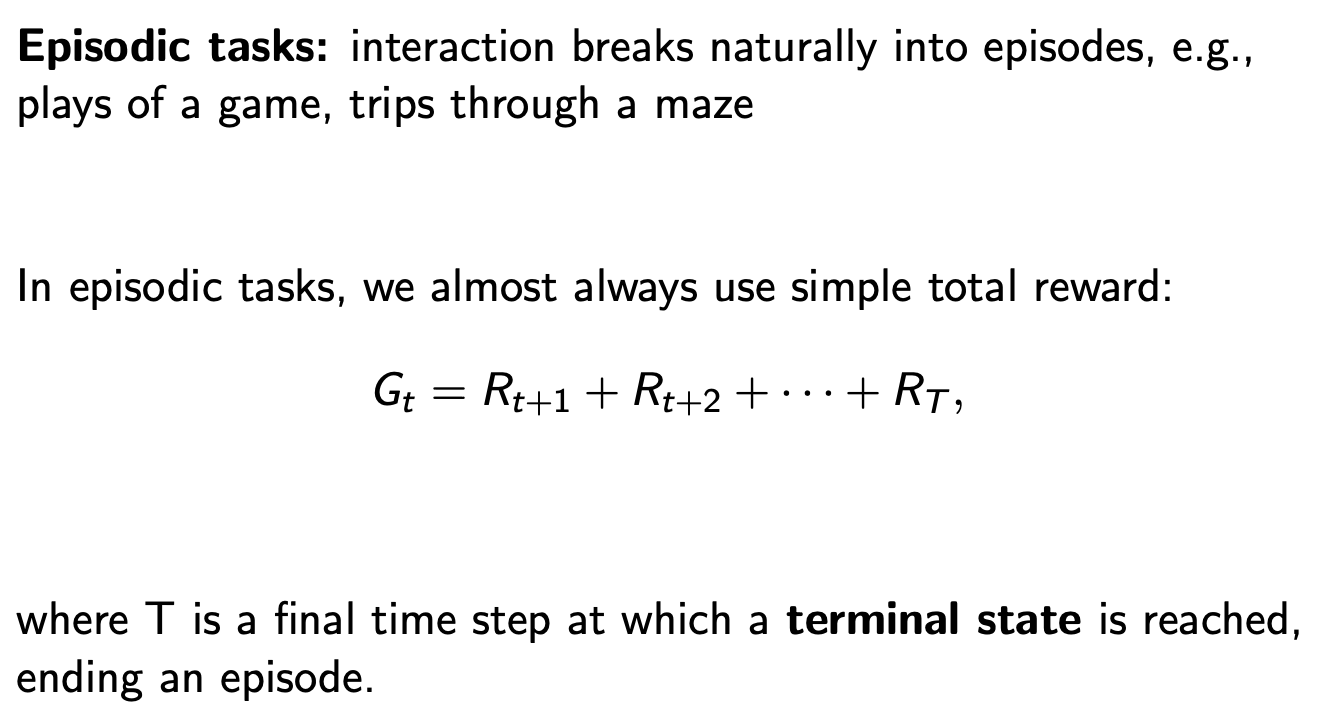 Episodic tasks: interaction breaks naturally into episodes, e.g.,
plays of a game, trips through a maze
In episodic tasks, we almost always use simple total reward:
G_t = R_{t+1} + R_{t+2} + ⋯ + R_T,
where T is a final time step at which a terminal state is reached,
ending an episode.